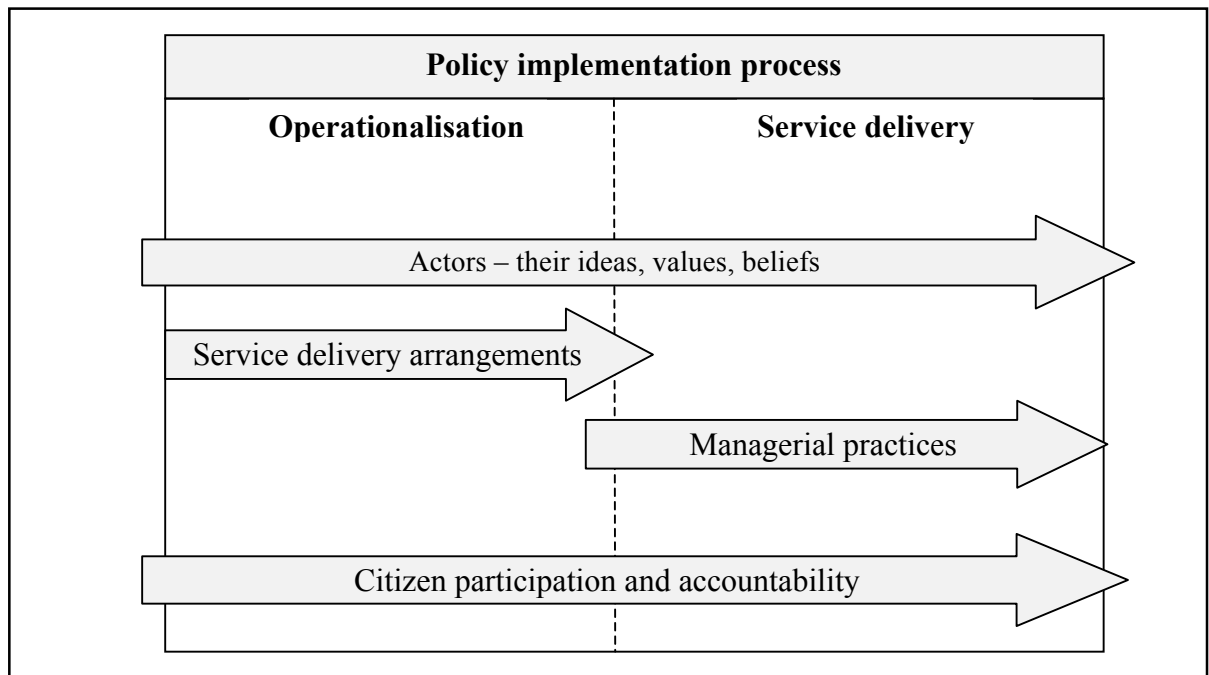 Policy implementation process
Operationalisation
Service delivery
Actors – their ideas, values, beliefs
Service delivery arrangements
Managerial practices
Citizen participation and accountability